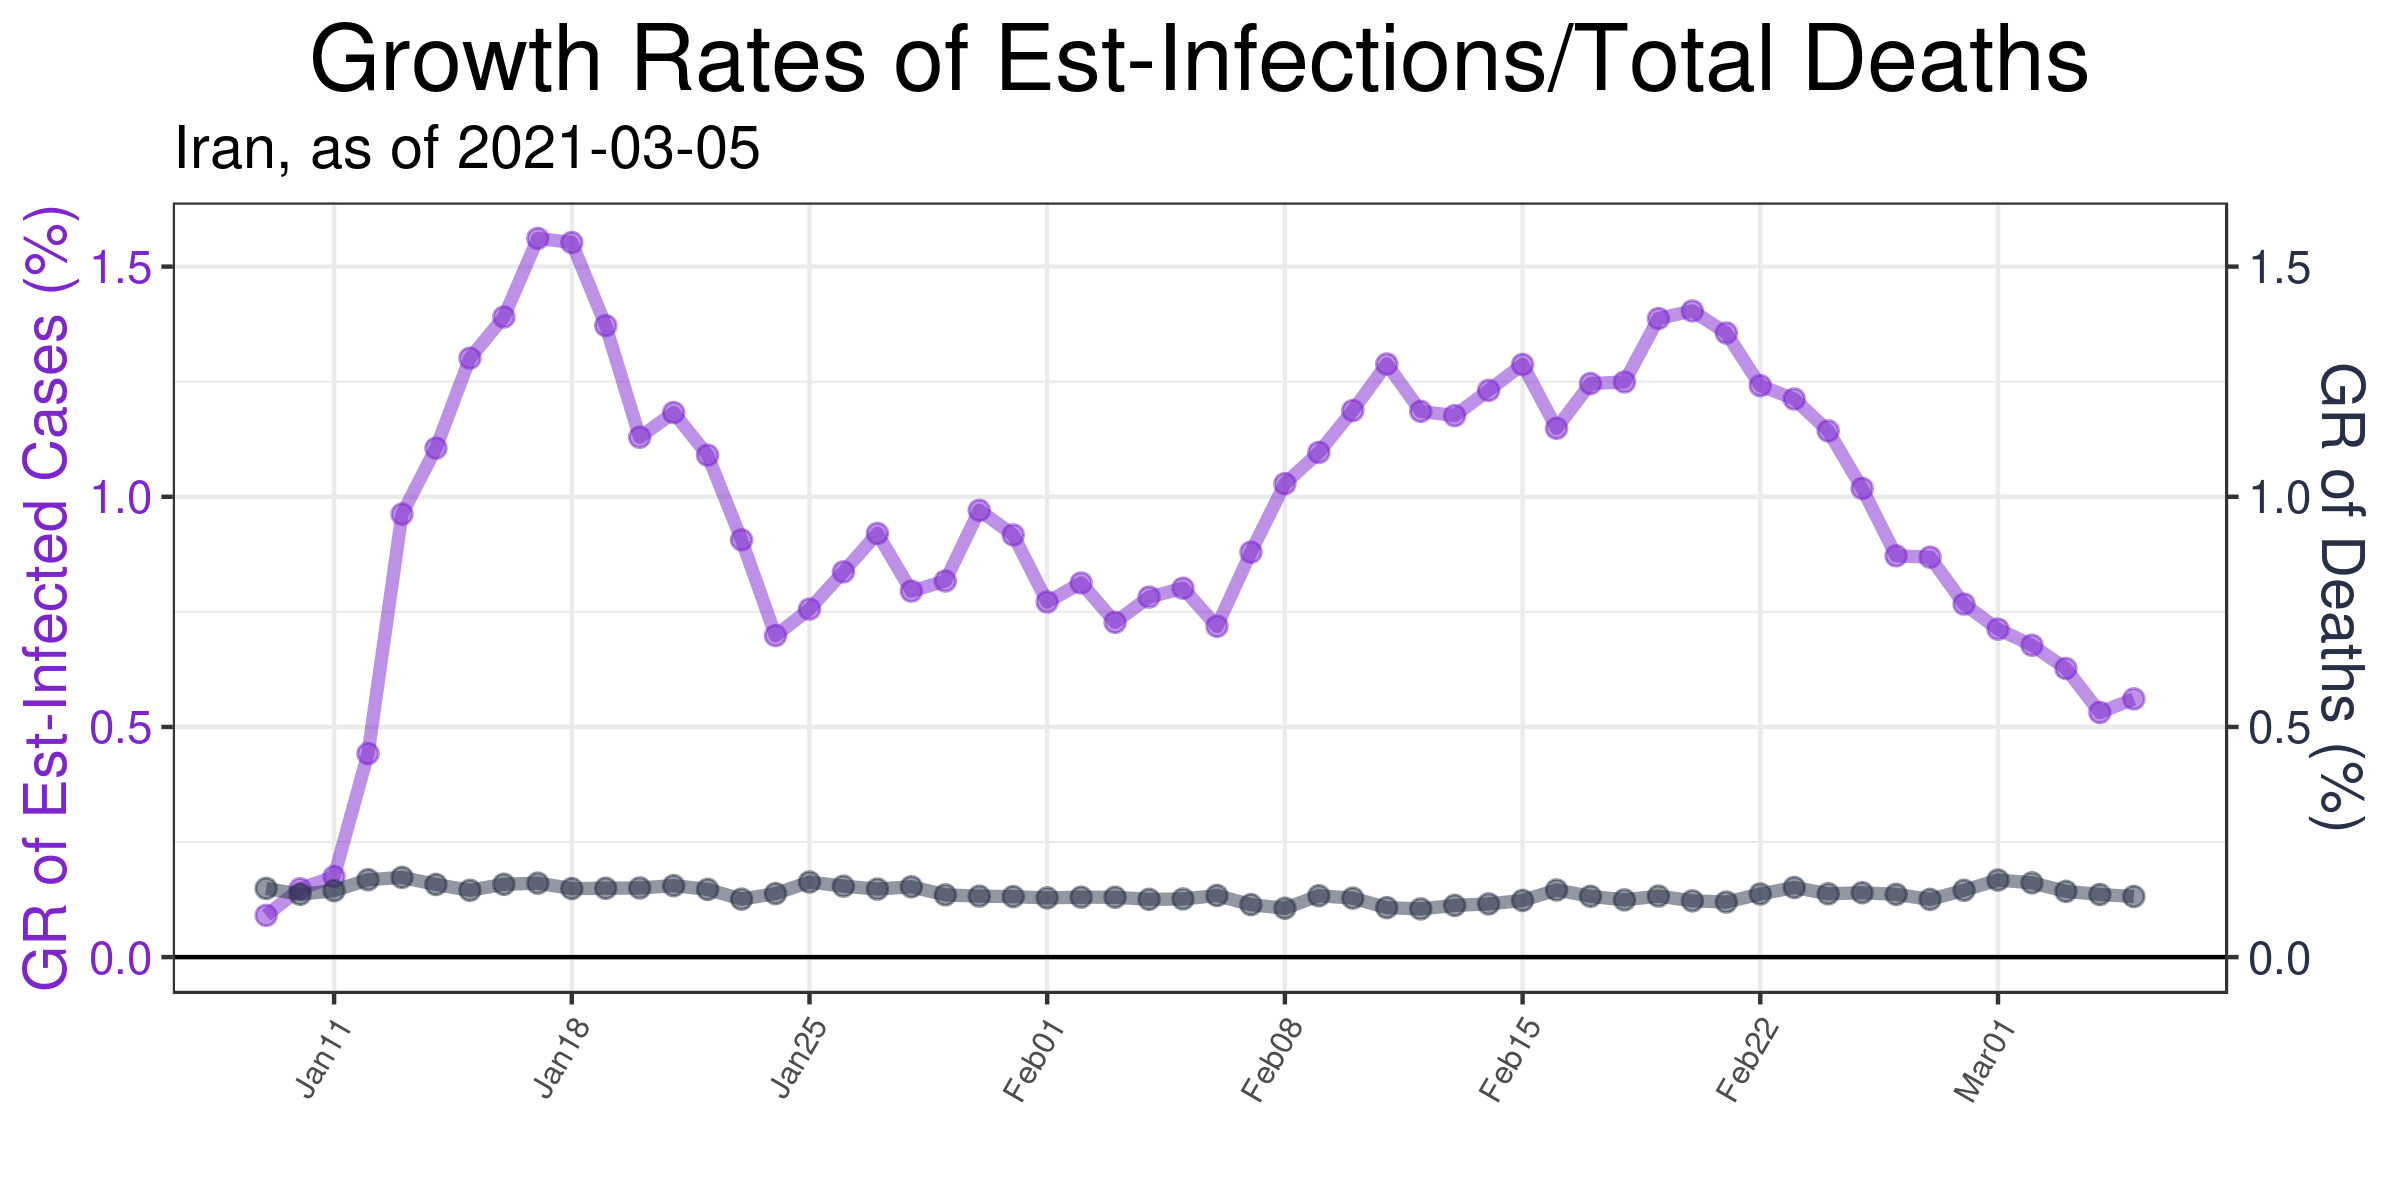 Growth Rates of Est-Infections/Total Deaths
Iran, as of 2021-03-05
GR of Est-Infected Cases (%)
1.5
1.0
0.5
0.0
1.5
1.0
0.5
0.0
GR of Deaths (%)
Jan11
Jan18
Jan25
Feb01
Feb08
Feb15
Feb22
Mar01